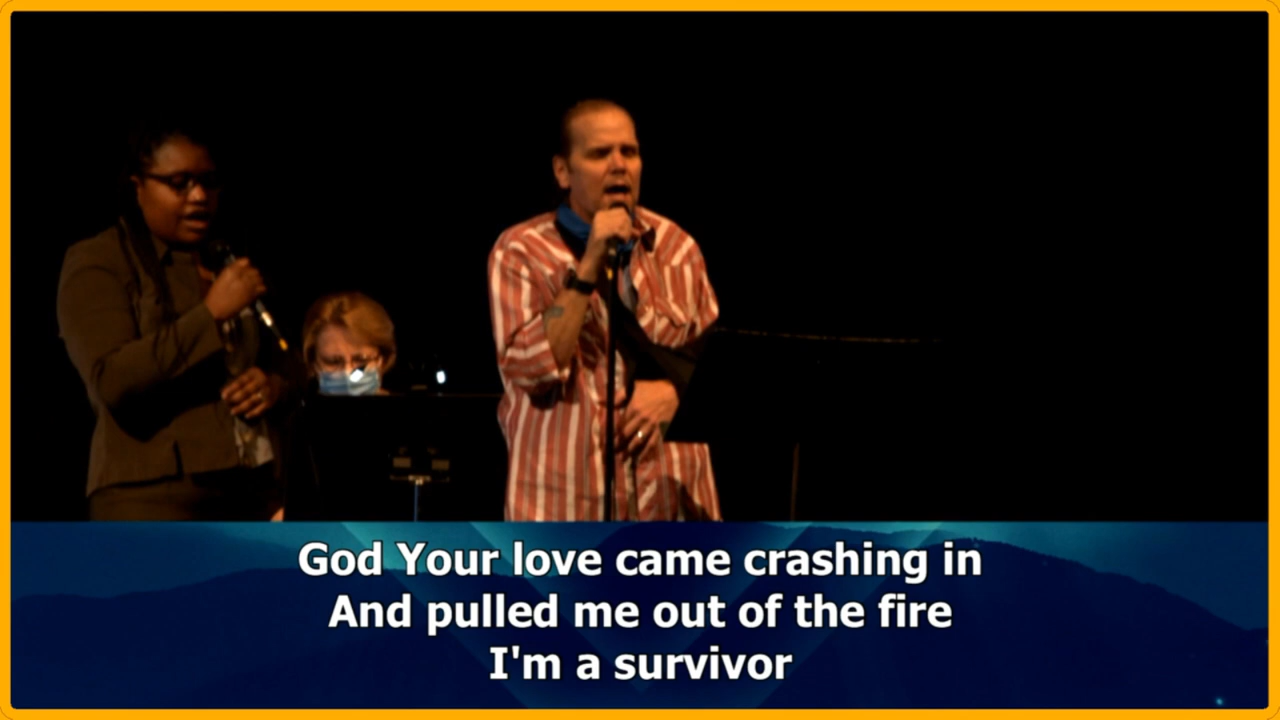 God Your love came crashing in
And pulled me out of the fire
I'm a survivor